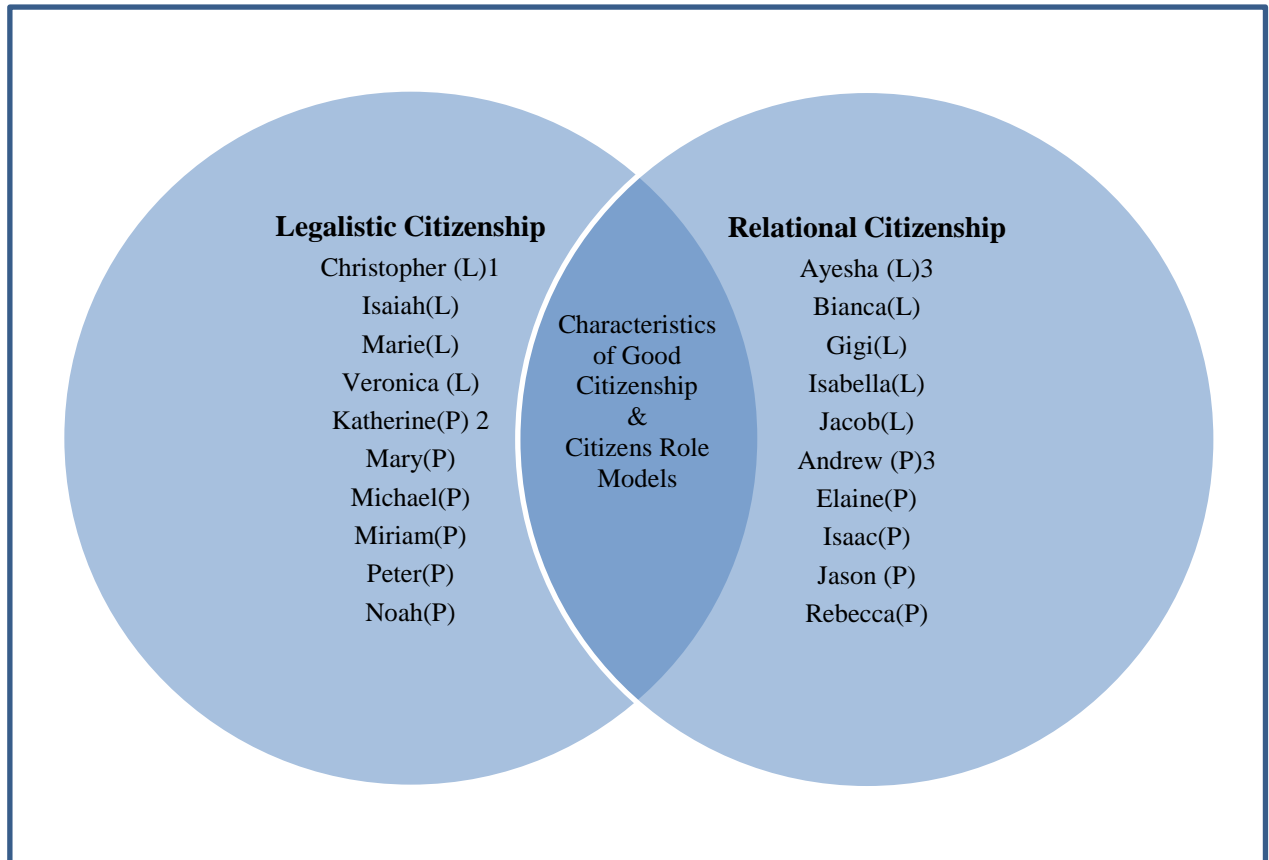 Legalistic Citizenship
Christopher (L)1
Isaiah(L)
Marie(L)
Veronica (L)
Katherine(P) 2
Mary(P)
Michael(P)
Miriam(P)
Peter(P)
Noah(P)
Characteristics
of Good
Citizenship
&
Citizens Role
Models
Relational Citizenship
Ayesha (L)3
Bianca(L)
Gigi(L)
Isabella(L)
Jacob(L)
Andrew (P)3
Elaine(P)
Isaac(P)
Jason (P)
Rebecca(P)